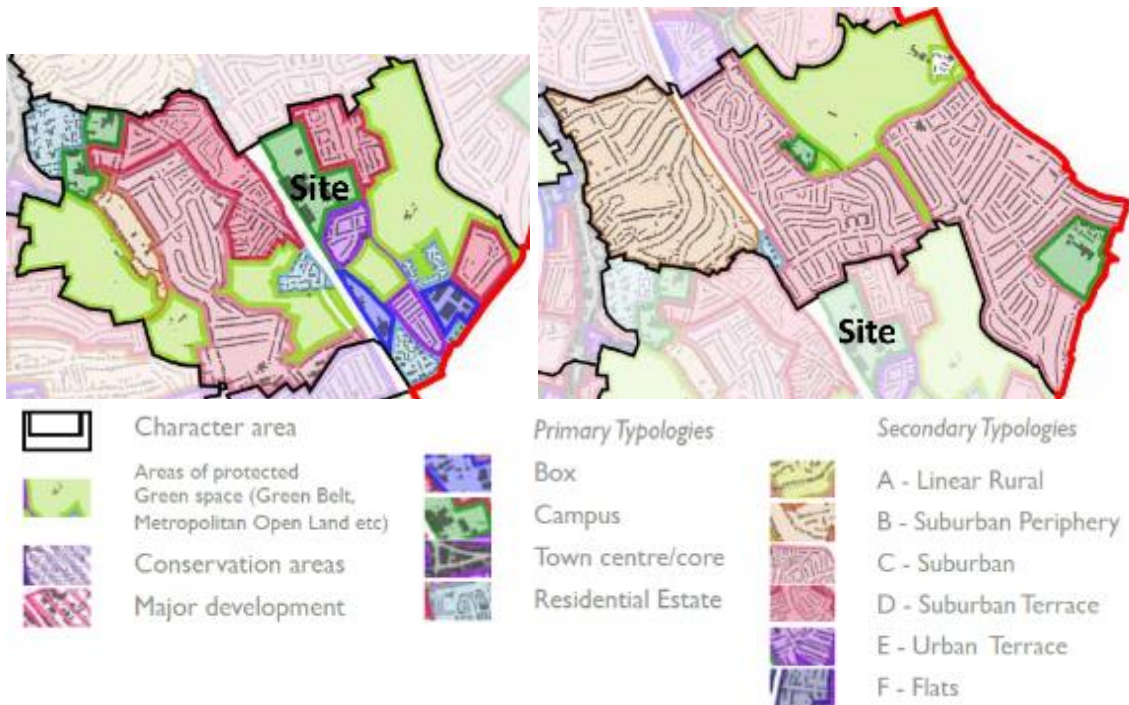 Site
Site
Character area
Areas of protected
Green space (Green Belt,
Metropolitan Open Land etc)
Conservation areas
Major development
Primary Typologies
Box
Campus
Town centre/core
Residential Estate
Secondary Typologies
A - Linear Rural
B - Suburban Periphery
C - Suburban
D - Suburban Terrace
E - Urban Terrace
F - Flats